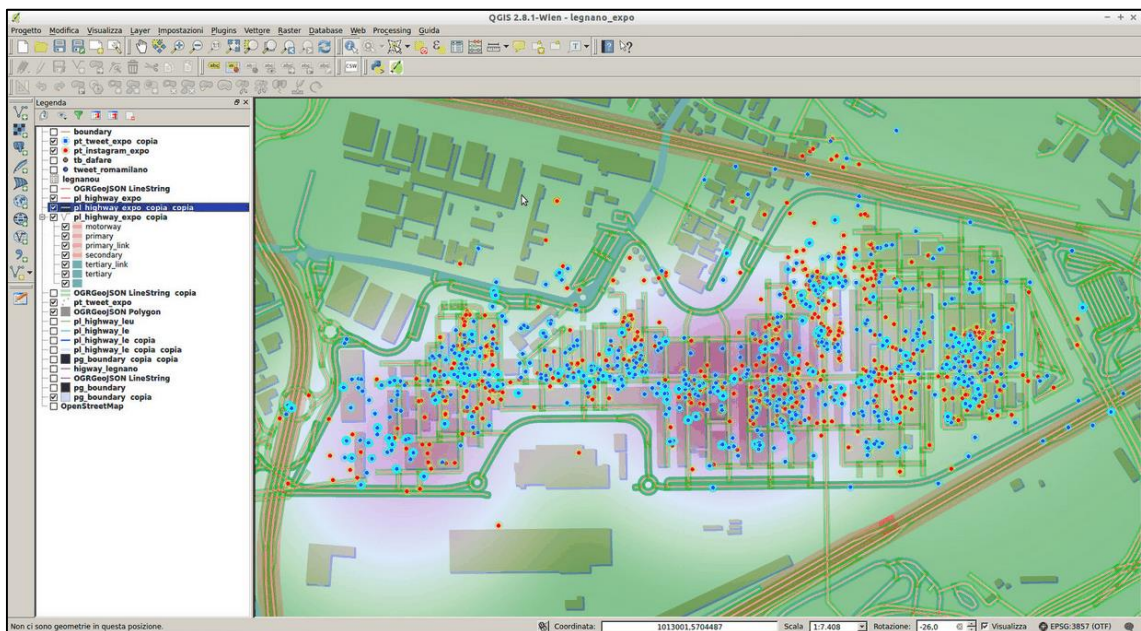 QGIS 2.8.1-Wien - legnano_expo
Progetto Modifica Visualizza Layer Impostazioni Plugins Vettore Raster Database Web Processing Guida
CSW
Legenda
boundary
pt_tweet_expo copia
pt_instagram_expo
tb_dafare
tweet_romamilano
legnanou
OGRGeoJSON LineString
pl_highway_expo
pl_highway_expo copia copia
pl_highway_expo copia
motorway
primary
primary_link
secondary
tertiary_link
tertiary
OGRGeoJSON LineString copia
pt_tweet_expo
OGRGeoJSON Polygon
pl_highway_leu
pl_highway_le
pl_highway_le copia
pl_highway_le copia copia
pg_boundary copia copia
higway_legnano
OGRGeoJSON LineString
pg_boundary
pg_boundary copia
OpenStreetMap
Non ci sono geometrie in questa posizione.
Coordinata: 1013001,5704487 Scala 1:7.408 Rotazione: -26,0 Visualizza EPSG:3857 (OTF)